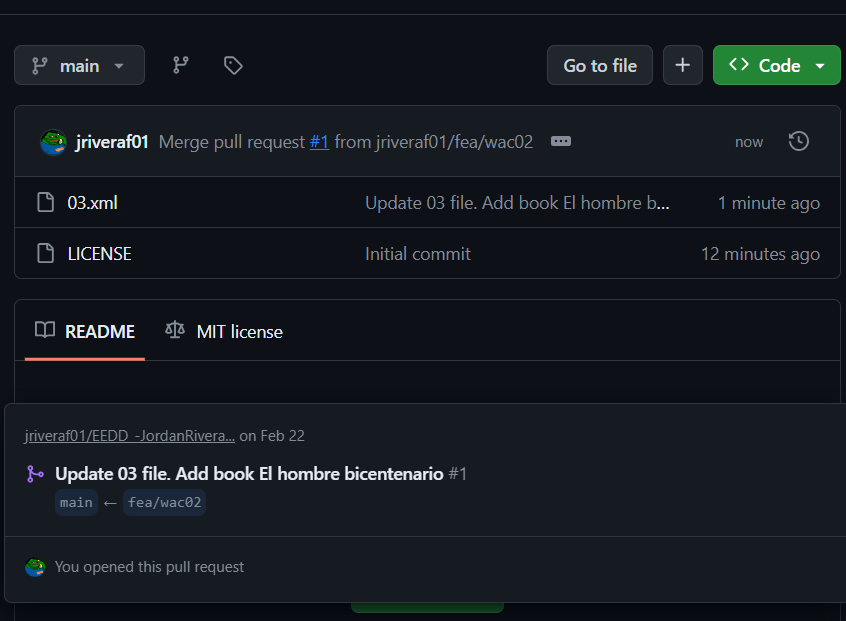 main
Go to file
Code
jriveraf01 Merge pull request #1 from jriveraf01/fea/wac02 now
03.xml Update 03 file. Add book El hombre b... 1 minute ago
LICENSE Initial commit 12 minutes ago
README MIT license
jriveraf01/EEDD_-JordanRivera... on Feb 22
Update 03 file. Add book El hombre bicentenario #1
main ← fea/wac02
You opened this pull request